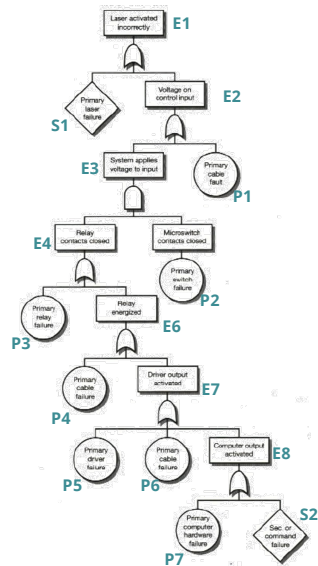 Laser activated
incorrectly
E1
Primary
laser
failure
S1
Voltage on
control input
E2
System applies
voltage to input
E3
Primary
cable
fault
P1
Relay
contacts closed
E4
Microswitch
contacts closed
Primary
switch
failure
P2
Primary
relay
failure
P3
Relay
energized
E6
Primary
cable
failure
P4
Driver output
activated
E7
Primary
driver
failure
P5
Primary
cable
failure
P6
Computer output
activated
E8
Primary
computer
hardware
failure
P7
Sec. or
command
failure
S2